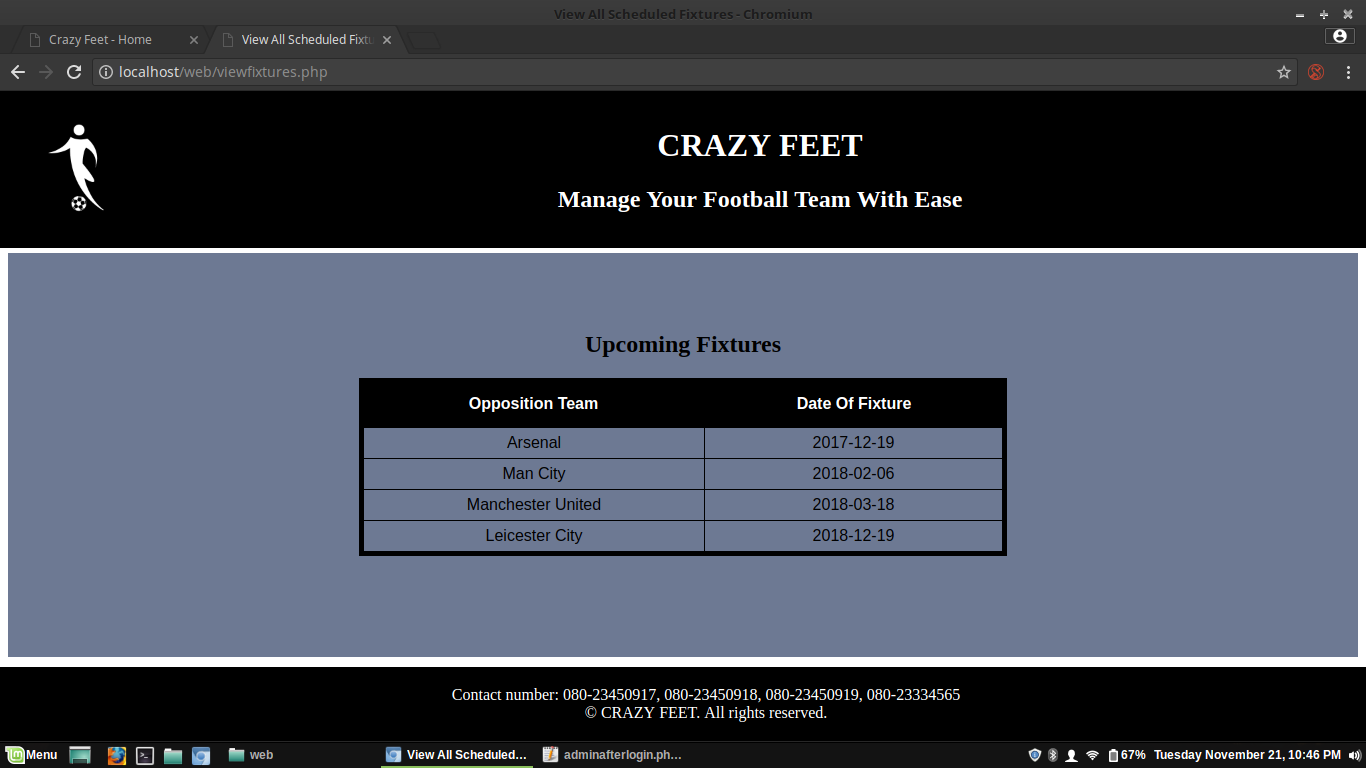 View All Scheduled Fixtures - Chromium
Crazy Feet - Home
View All Scheduled Fixtu
localhost/web/viewfixtures.php
CRAZY FEET
Manage Your Football Team With Ease
Upcoming Fixtures
Opposition Team Date Of Fixture
Arsenal 2017-12-19
Man City 2018-02-06
Manchester United 2018-03-18
Leicester City 2018-12-19
Contact number: 080-23450917, 080-23450918, 080-23450919, 080-23334565
© CRAZY FEET. All rights reserved.
Menu web View All Scheduled... adminafterlogin.ph... 67% Tuesday November 21, 10:46 PM